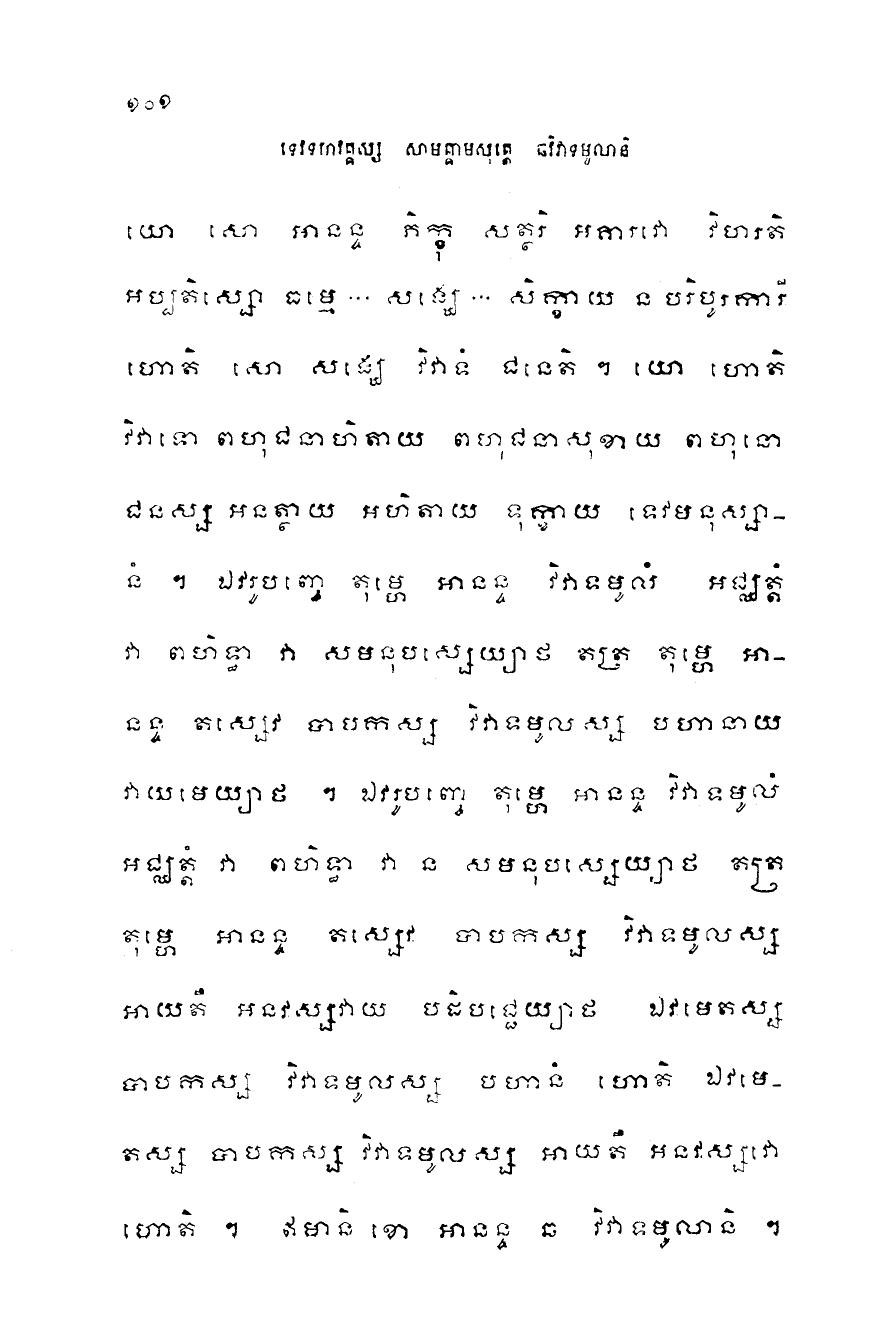 ១០១
ទេវទហវគ្គស្ស សាមគាមសុត្តេ ឆវិវាទមូលានិ
យោ សោ អានន្ទ ភិក្ខុ សត្ថរិ អគារវោ វិហរតិ
អប្បតិស្សោ ធម្មេ ... សង្ឃេ ... សិក្ខាយ ន បរិបូរការី
ហោតិ សោ សង្ឃេ វិវាទំ ជនេតិ ។ យោ ហោតិ
វិវាទោ ពហុជនាហិតាយ ពហុជនាសុខាយ ពហុនោ
ជនស្ស អនត្ថាយ អហិតាយ ទុក្ខាយ ទេវមនុស្សា-
នំ ។ ឯវរូបញ្ចេ តុម្ហេ អានន្ទ វិវាទមូលំ អជ្ឈត្តំ
វា ពហិទ្ធា វា សមនុបស្សេយ្យាថ តត្រ តុម្ហេ អា-
នន្ទ តស្សេវ បាបកស្ស វិវាទមូលស្ស បហានាយ
វាយមេយ្យាថ ។ ឯវរូបញ្ចេ តុម្ហេ អានន្ទ វិវាទមូលំ
អជ្ឈត្តំ វា ពហិទ្ធា វា ន សមនុបស្សេយ្យាថ តត្រ
តុម្ហេ អានន្ទ តស្សេវ បាបកស្ស វិវាទមូលស្ស
អាយតឹ អនវស្សវាយ បដិបជ្ជេយ្យាថ ឯវមេតស្ស
បាបកស្ស វិវាទមូលស្ស បហានំ ហោតិ ឯវមេ-
តស្ស បាបកស្ស វិវាទមូលស្ស អាយតឹ អនវស្សវោ
ហោតិ ។ ឥមានិ ខោ អានន្ទ ឆ វិវាទមូលានិ ។